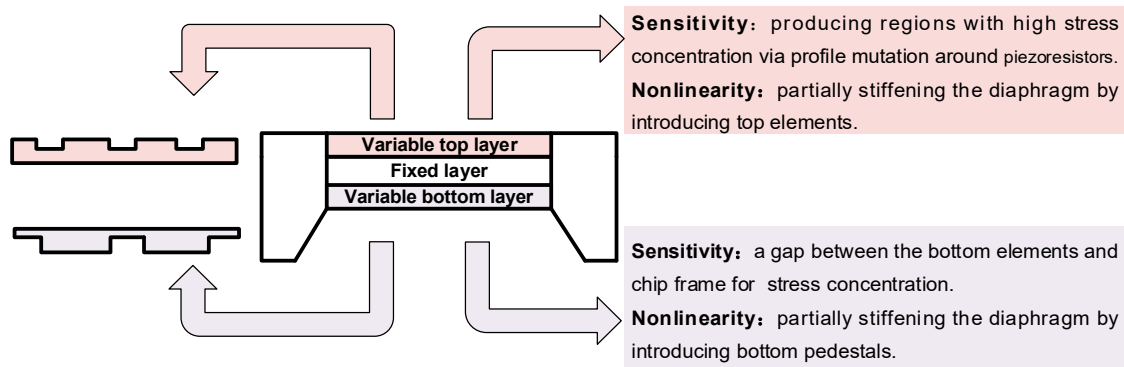 Sensitivity：producing regions with high stress
concentration via profile mutation around piezoresistors.
Nonlinearity：partially stiffening the diaphragm by
introducing top elements.
Variable top layer
Fixed layer
Variable bottom layer
Sensitivity：a gap between the bottom elements and
chip frame for stress concentration.
Nonlinearity：partially stiffening the diaphragm by
introducing bottom pedestals.